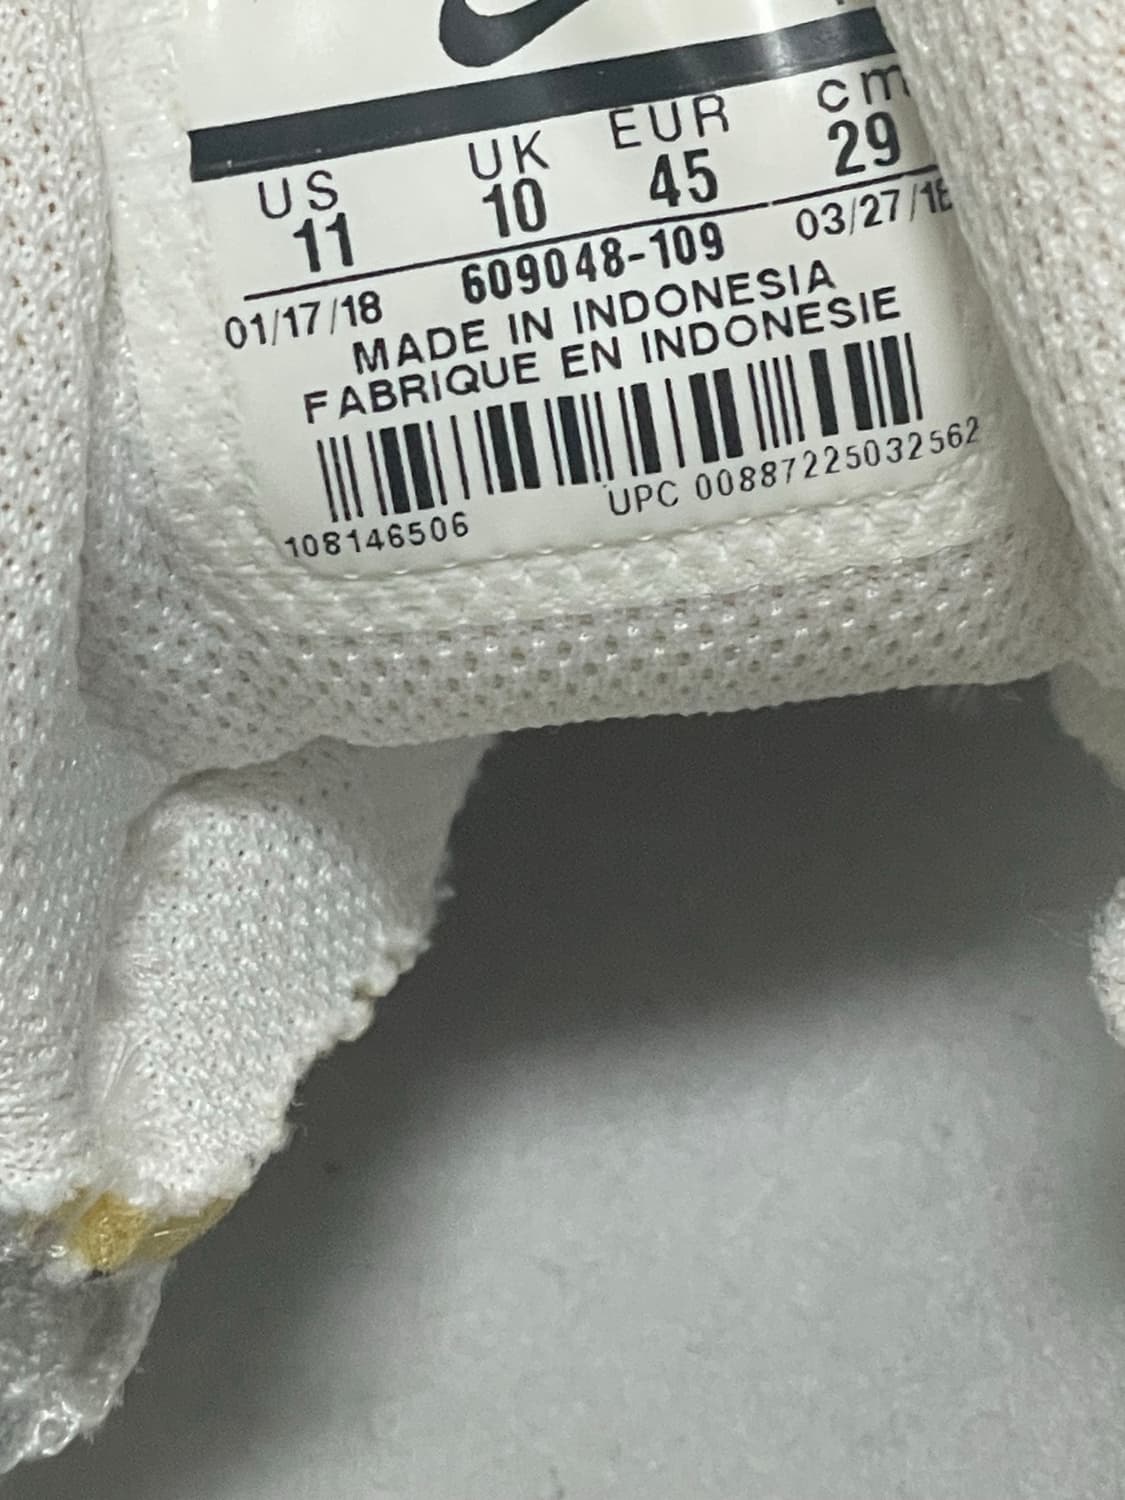 US UK EUR cm
11 10 45 29
01/17/18 609048-109 03/27/18
MADE IN INDONESIA
FABRIQUE EN INDONESIE
108146506 UPC 00887225032562